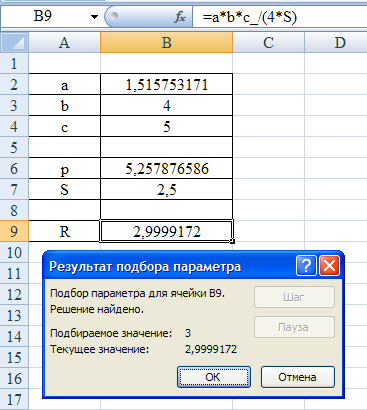 B9 fx =a*b*c_/(4*S)
A B C D
1
2 a 1,515753171
3 b 4
4 c 5
5
6 p 5,257876586
7 S 2,5
8
9 R 2,9999172
10
11 Результат подбора параметра ?
12 Подбор параметра для ячейки B9. Шаг
13 Решение найдено.
14 Подбираемое значение: 3 Пауза
15 Текущее значение: 2,9999172
16 ОК Отмена
17